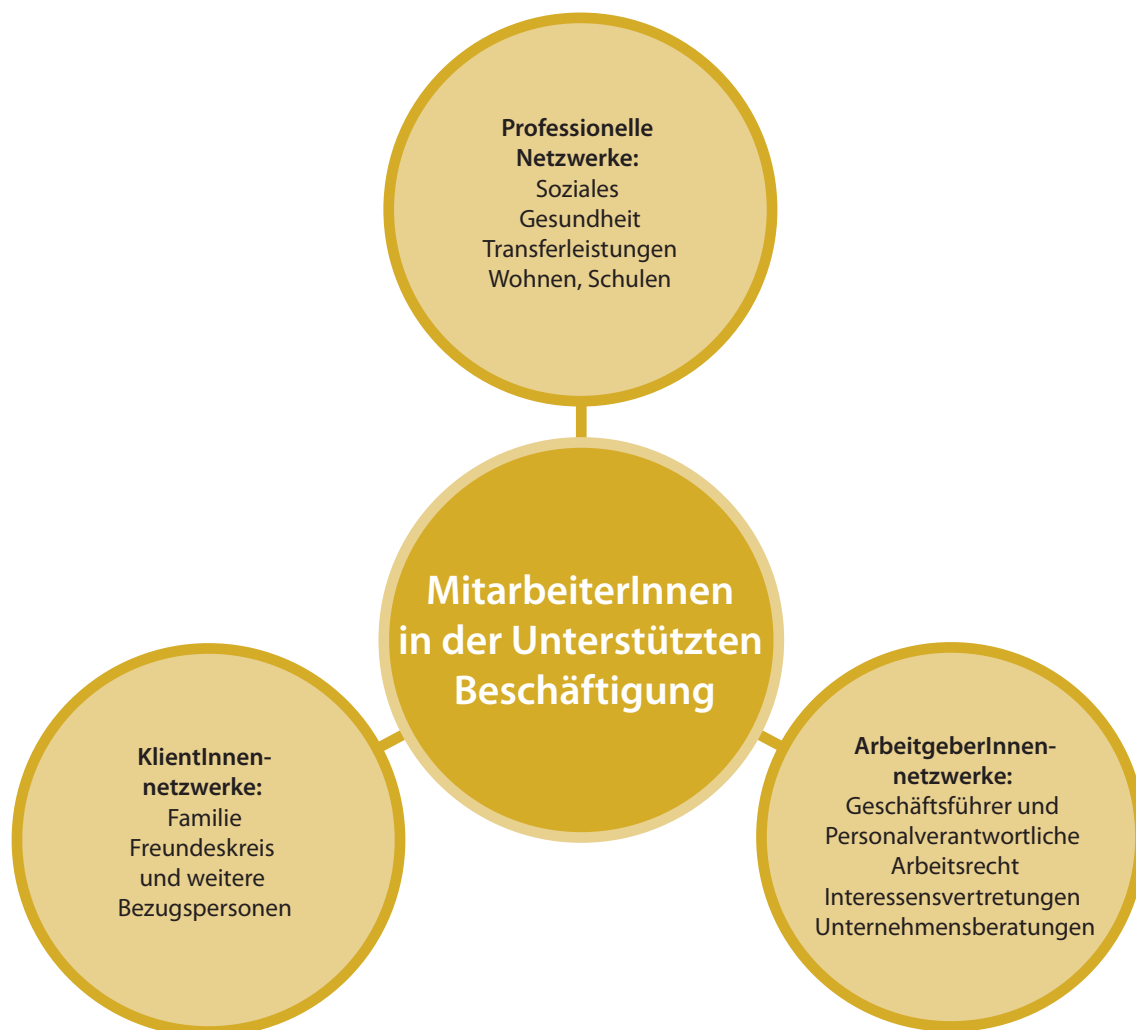 Professionelle
Netzwerke:
Soziales
Gesundheit
Transferleistungen
Wohnen, Schulen
MitarbeiterInnen
in der Unterstützten
Beschäftigung
KlientInnen-
netzwerke:
Familie
Freundeskreis
und weitere
Bezugspersonen
ArbeitgeberInnen-
netzwerke:
Geschäftsführer und
Personalverantwortliche
Arbeitsrecht
Interessensvertretungen
Unternehmensberatungen